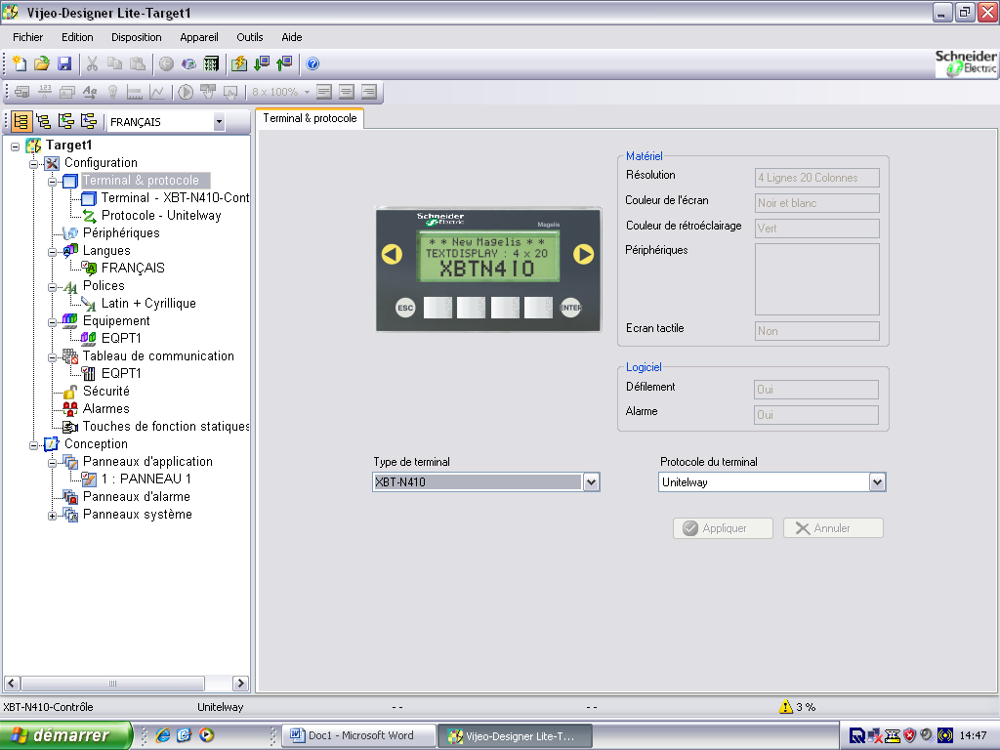 Vijeo-Designer Lite-Target1
Fichier Edition Disposition Appareil Outils Aide
Schneider Electric
8 x 100%
FRANÇAIS
Terminal & protocole
Target1
Configuration
Terminal & protocole
Terminal - XBT-N410-Cont
Protocole - Unitelway
Périphériques
Langues
FRANÇAIS
Polices
Latin + Cyrillique
Equipement
EQPT1
Tableau de communication
EQPT1
Sécurité
Alarmes
Touches de fonction statiques
Conception
Panneaux d'application
1 : PANNEAU 1
Panneaux d'alarme
Panneaux système
Schneider Electric
Magelis
* * New Magelis * *
TEXTDISPLAY : 4 x 20
XBTN410
ESC
ENTER
Matériel
Résolution 4 Lignes 20 Colonnes
Couleur de l'écran Noir et blanc
Couleur de rétroéclairage Vert
Périphériques
Ecran tactile Non
Logiciel
Défilement Oui
Alarme Oui
Type de terminal
XBT-N410
Protocole du terminal
Unitelway
Appliquer Annuler
XBT-N410-Contrôle Unitelway -- -- 3 %
démarrer Doc1 - Microsoft Word Vijeo-Designer Lite-T... 14:47